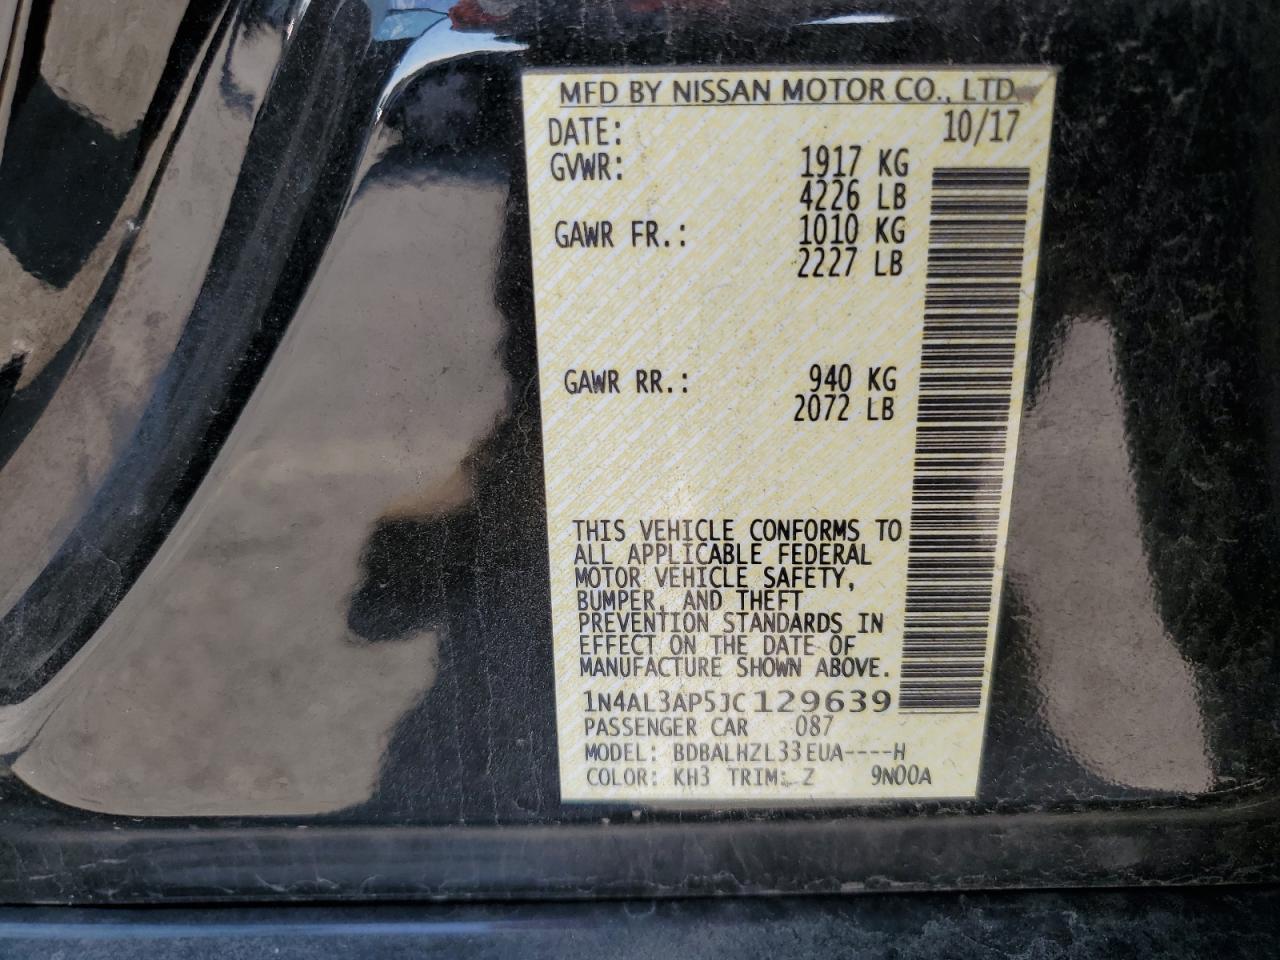 MFD BY NISSAN MOTOR CO., LTD.
DATE: 10/17
GVWR: 1917 KG
4226 LB
GAWR FR.: 1010 KG
2227 LB
GAWR RR.: 940 KG
2072 LB
THIS VEHICLE CONFORMS TO
ALL APPLICABLE FEDERAL
MOTOR VEHICLE SAFETY,
BUMPER, AND THEFT
PREVENTION STANDARDS IN
EFFECT ON THE DATE OF
MANUFACTURE SHOWN ABOVE.
1N4AL3AP5JC129639
PASSENGER CAR 087
MODEL: BDBALHZL33EUA----H
COLOR: KH3 TRIM: Z 9N00A